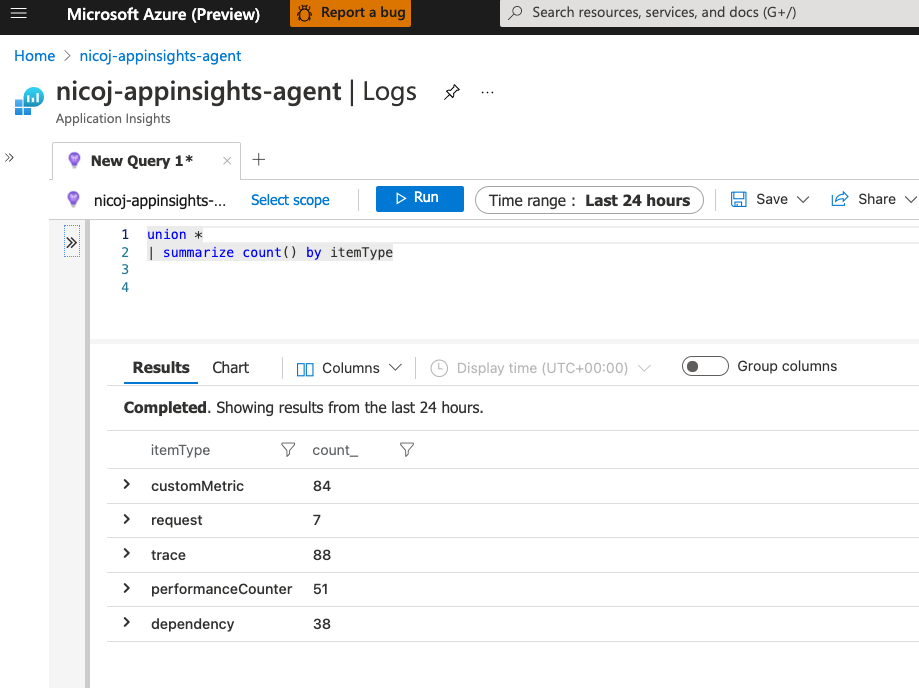 Microsoft Azure (Preview) Report a bug Search resources, services, and docs (G+/)
Home > nicoj-appinsights-agent
nicoj-appinsights-agent | Logs ...
Application Insights
»
New Query 1* × +
nicoj-appinsights-... Select scope Run Time range : Last 24 hours Save Share
»
1 union *
2 | summarize count() by itemType
3
4
Results Chart Columns Display time (UTC+00:00) Group columns
Completed. Showing results from the last 24 hours.
itemType count_
> customMetric 84
> request 7
> trace 88
> performanceCounter 51
> dependency 38